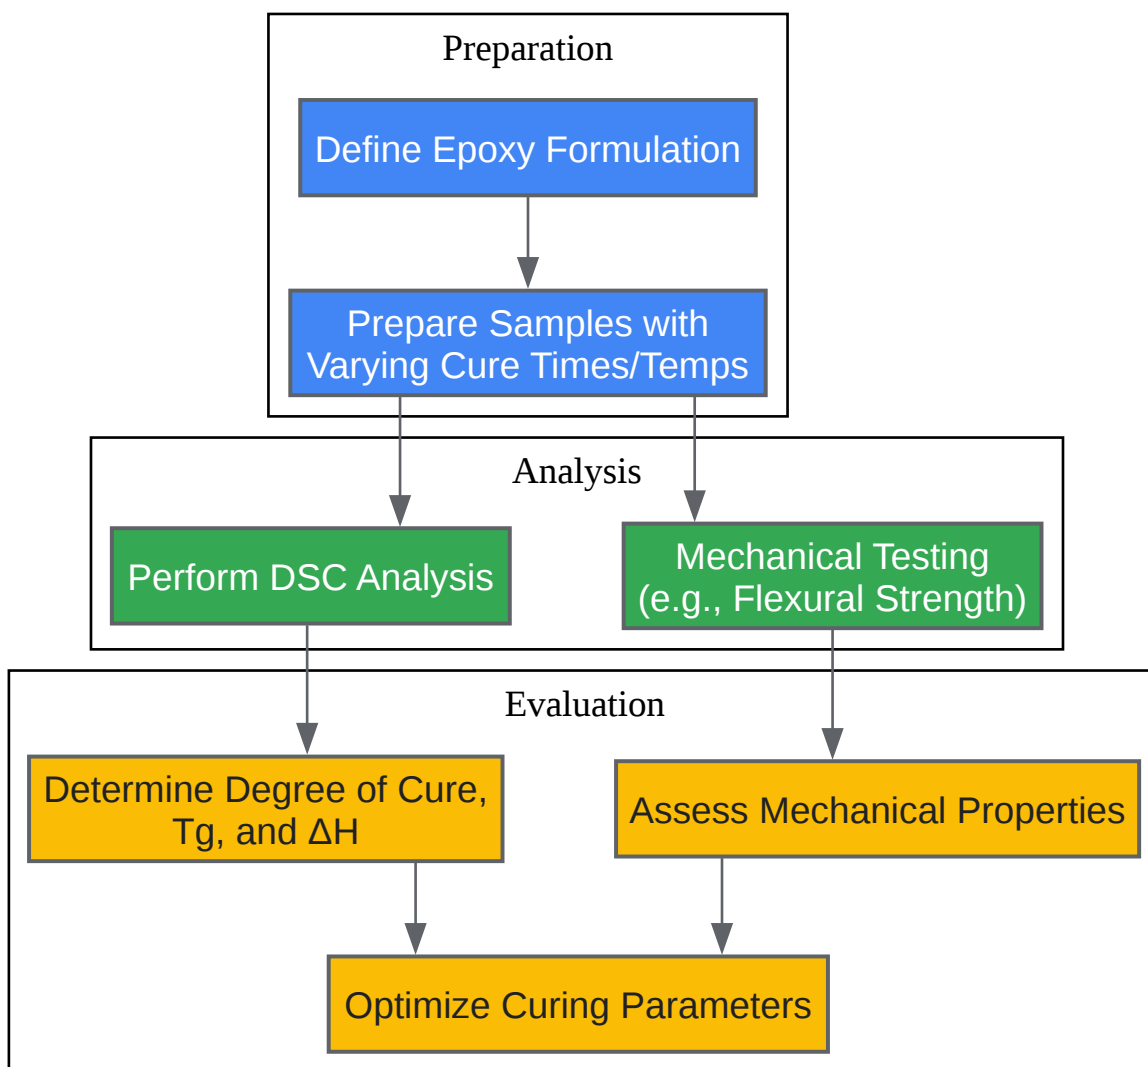 Preparation
Define Epoxy Formulation
Prepare Samples with
Varying Cure Times/Temps
Analysis
Perform DSC Analysis
Mechanical Testing
(e.g., Flexural Strength)
Evaluation
Determine Degree of Cure,
Tg, and ΔH
Assess Mechanical Properties
Optimize Curing Parameters